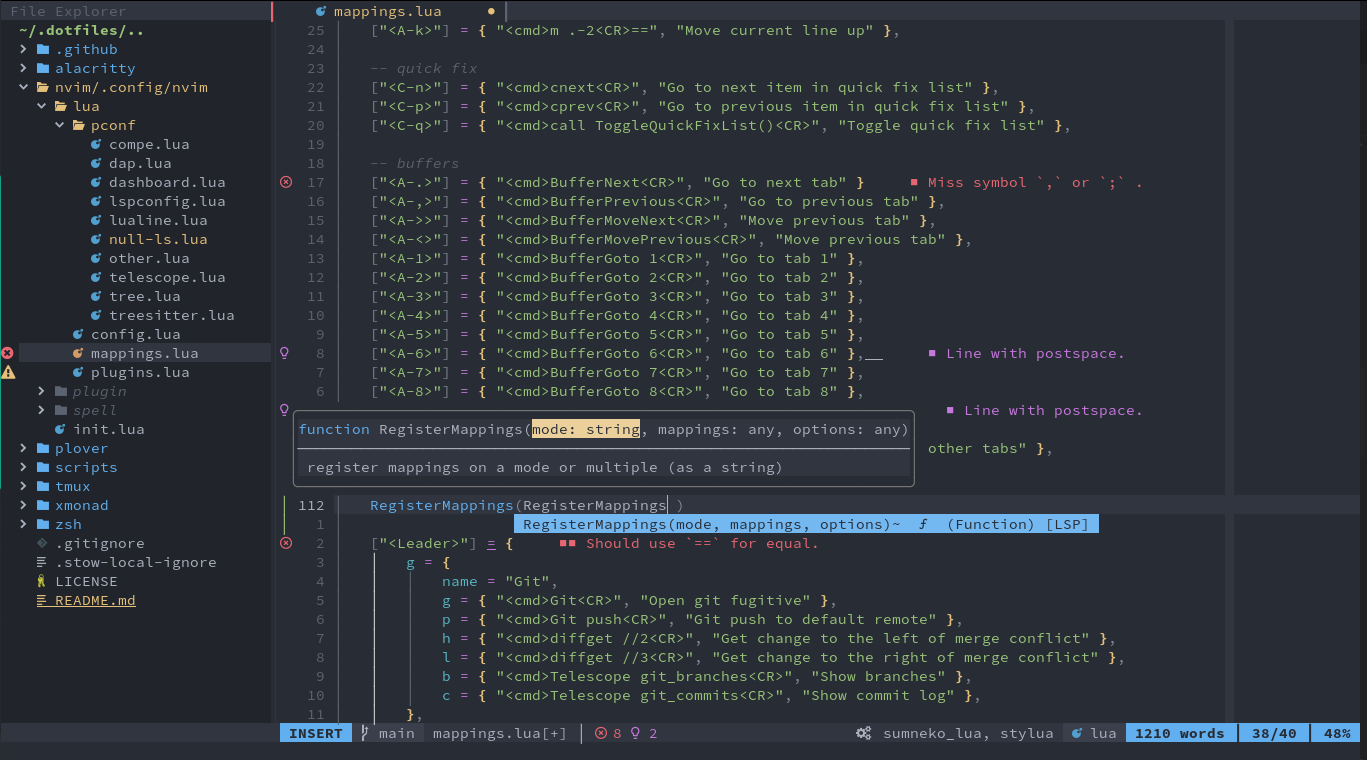 File Explorer
~/.dotfiles/..
.github
alacritty
nvim/.config/nvim
lua
pconf
compe.lua
dap.lua
dashboard.lua
lspconfig.lua
lualine.lua
null-ls.lua
other.lua
telescope.lua
tree.lua
treesitter.lua
config.lua
mappings.lua
plugins.lua
plugin
spell
init.lua
plover
scripts
tmux
xmonad
zsh
.gitignore
.stow-local-ignore
LICENSE
README.md
mappings.lua
25 ["<A-k>"] = { "<cmd>m .-2<CR>==", "Move current line up" },
24
23 -- quick fix
22 ["<C-n>"] = { "<cmd>cnext<CR>", "Go to next item in quick fix list" },
21 ["<C-p>"] = { "<cmd>cprev<CR>", "Go to previous item in quick fix list" },
20 ["<C-q>"] = { "<cmd>call ToggleQuickFixList()<CR>", "Toggle quick fix list" },
19
18 -- buffers
17 ["<A-.>"] = { "<cmd>BufferNext<CR>", "Go to next tab" } ■ Miss symbol `,` or `;` .
16 ["<A-,>"] = { "<cmd>BufferPrevious<CR>", "Go to previous tab" },
15 ["<A->>"] = { "<cmd>BufferMoveNext<CR>", "Move previous tab" },
14 ["<A-<>"] = { "<cmd>BufferMovePrevious<CR>", "Move previous tab" },
13 ["<A-1>"] = { "<cmd>BufferGoto 1<CR>", "Go to tab 1" },
12 ["<A-2>"] = { "<cmd>BufferGoto 2<CR>", "Go to tab 2" },
11 ["<A-3>"] = { "<cmd>BufferGoto 3<CR>", "Go to tab 3" },
10 ["<A-4>"] = { "<cmd>BufferGoto 4<CR>", "Go to tab 4" },
9 ["<A-5>"] = { "<cmd>BufferGoto 5<CR>", "Go to tab 5" },
8 ["<A-6>"] = { "<cmd>BufferGoto 6<CR>", "Go to tab 6" },__ ■ Line with postspace.
7 ["<A-7>"] = { "<cmd>BufferGoto 7<CR>", "Go to tab 7" },
6 ["<A-8>"] = { "<cmd>BufferGoto 8<CR>", "Go to tab 8" },
■ Line with postspace.
function RegisterMappings(mode: string, mappings: any, options: any)
other tabs" },
register mappings on a mode or multiple (as a string)
112 RegisterMappings(RegisterMappings )
1 RegisterMappings(mode, mappings, options)~ f (Function) [LSP]
2 ["<Leader>"] = { ■■ Should use `==` for equal.
3 g = {
4 name = "Git",
5 g = { "<cmd>Git<CR>", "Open git fugitive" },
6 p = { "<cmd>Git push<CR>", "Git push to default remote" },
7 h = { "<cmd>diffget //2<CR>", "Get change to the left of merge conflict" },
8 l = { "<cmd>diffget //3<CR>", "Get change to the right of merge conflict" },
9 b = { "<cmd>Telescope git_branches<CR>", "Show branches" },
10 c = { "<cmd>Telescope git_commits<CR>", "Show commit log" },
11 },
INSERT main mappings.lua[+] 8 2 sumneko_lua, stylua lua 1210 words 38/40 48%